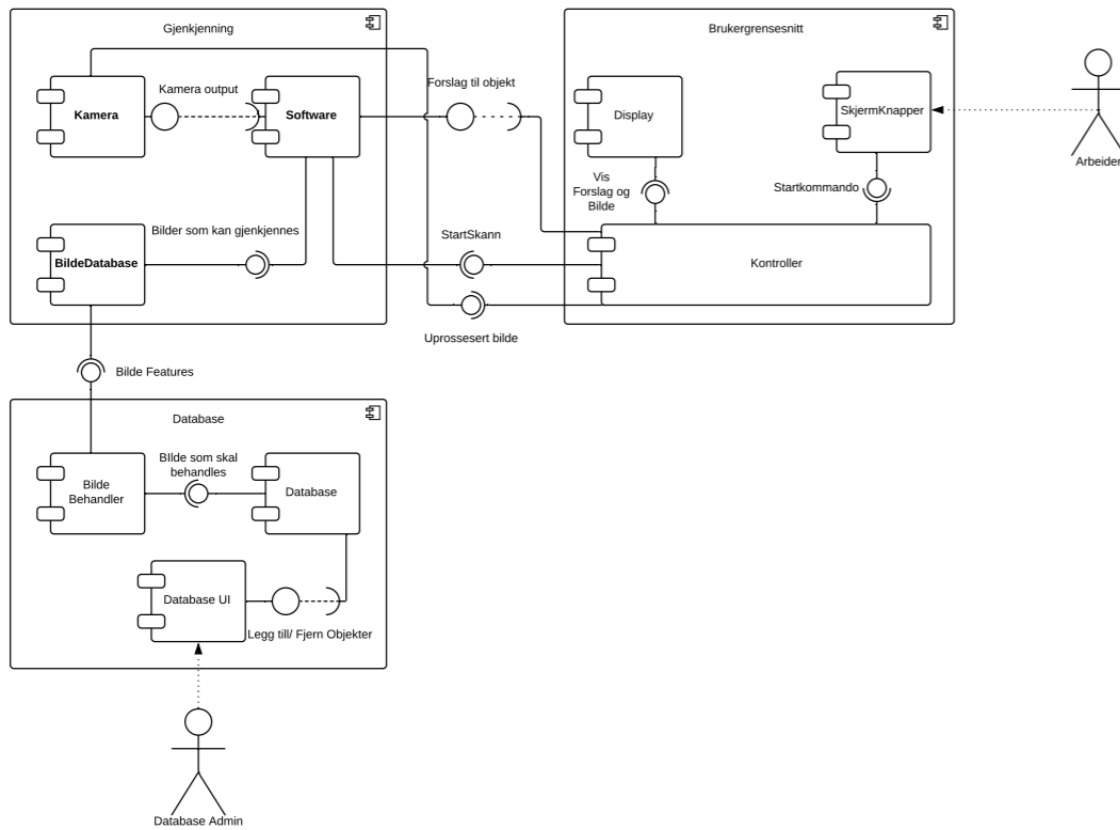 Gjenkjenning
Brukergrensesnitt
Kamera
Kamera output
Software
Forslag til objekt
Display
SkjermKnapper
Arbeider
Vis
Forslag og
Bilde
Startkommando
Bilder som kan gjenkjennes
StartSkann
BildeDatabase
Kontroller
Uprossesert bilde
Bilde Features
Database
BIlde som skal
behandles
Bilde
Behandler
Database
Database UI
Legg till/ Fjern Objekter
Database Admin